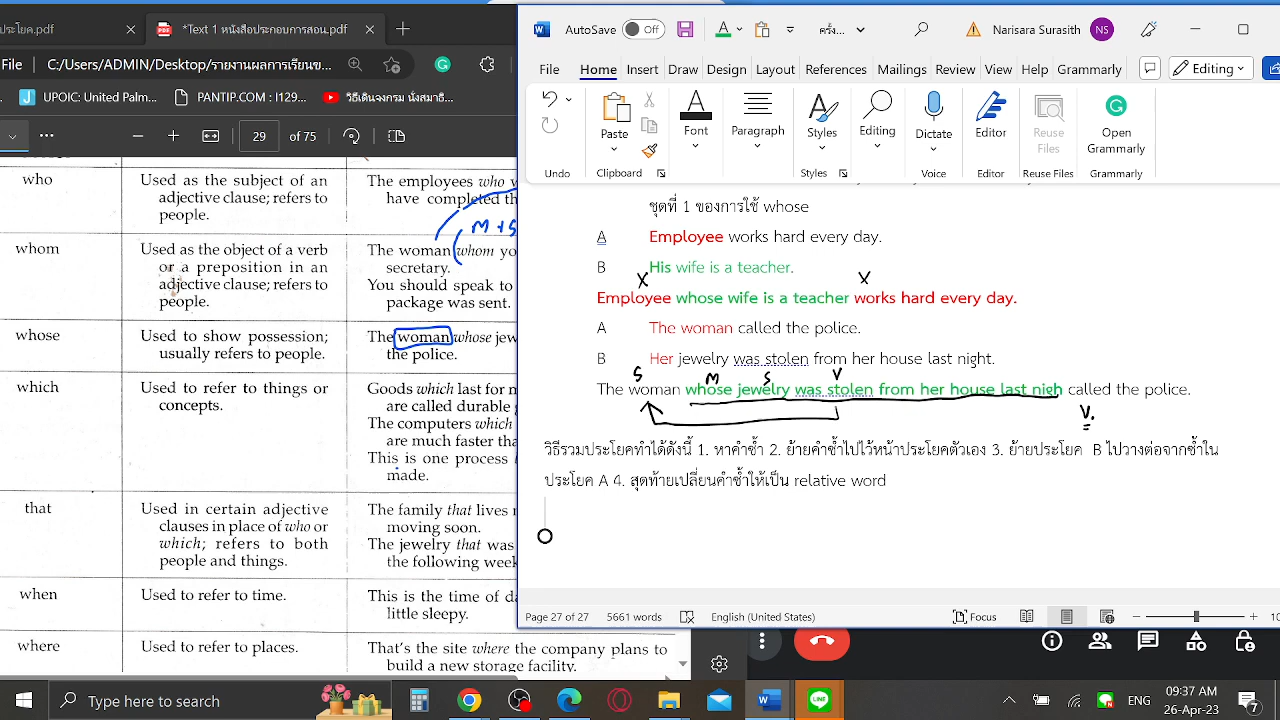 ประโยค.pdf
*Text 1 หนังสือประกอบการสอน.pdf
File C:/Users/ADMIN/Desktop/รายงานผลการเรียนข...
UPOIC: United Palm...
PANTIP.COM : I129...
29 of 75
who
Used as the subject of an
adjective clause; refers to
people.
The employees who v
have completed th
M + S
whom
Used as the object of a verb
or a preposition in an
adjective clause; refers to
people.
The woman whom yo
secretary.
You should speak to
package was sent.
whose
Used to show possession;
usually refers to people.
The woman whose jew
the police.
which
Used to refer to things or
concepts.
Goods which last for m
are called durable g
The computers which
are much faster tha
This is one process i
made.
that
Used in certain adjective
clauses in place of who or
which; refers to both
people and things.
The family that lives n
moving soon.
The jewelry that was
the following week
when
Used to refer to time.
This is the time of da
little sleepy.
where
Used to refer to places.
That's the site where the company plans to
build a new storage facility.
AutoSave Off
ครั้ง...
Narisara Surasith NS
File Home Insert Draw Design Layout References Mailings Review View Help Grammarly Editing
Paste Font Paragraph Styles Editing Dictate Editor Reuse Files Open Grammarly
Undo Clipboard Styles Voice Editor Reuse Files Grammarly
ชุดที่ 1 ของการใช้ whose
A Employee works hard every day.
B His wife is a teacher.
X X
Employee whose wife is a teacher works hard every day.
A The woman called the police.
B Her jewelry was stolen from her house last night.
S M S V
The woman whose jewelry was stolen from her house last nigh called the police.
V.
วิธีรวมประโยคทำได้ดังนี้ 1. หาคำซ้ำ 2. ย้ายคำซ้ำไปไว้หน้าประโยคตัวเอง 3. ย้ายประโยค B ไปวางต่อจากซ้ำใน
ประโยค A 4. สุดท้ายเปลี่ยนคำซ้ำให้เป็น relative word
Page 27 of 27 5661 words English (United States) Focus 10
Type here to search
ENG
09:37 AM
26-Apr-23
7